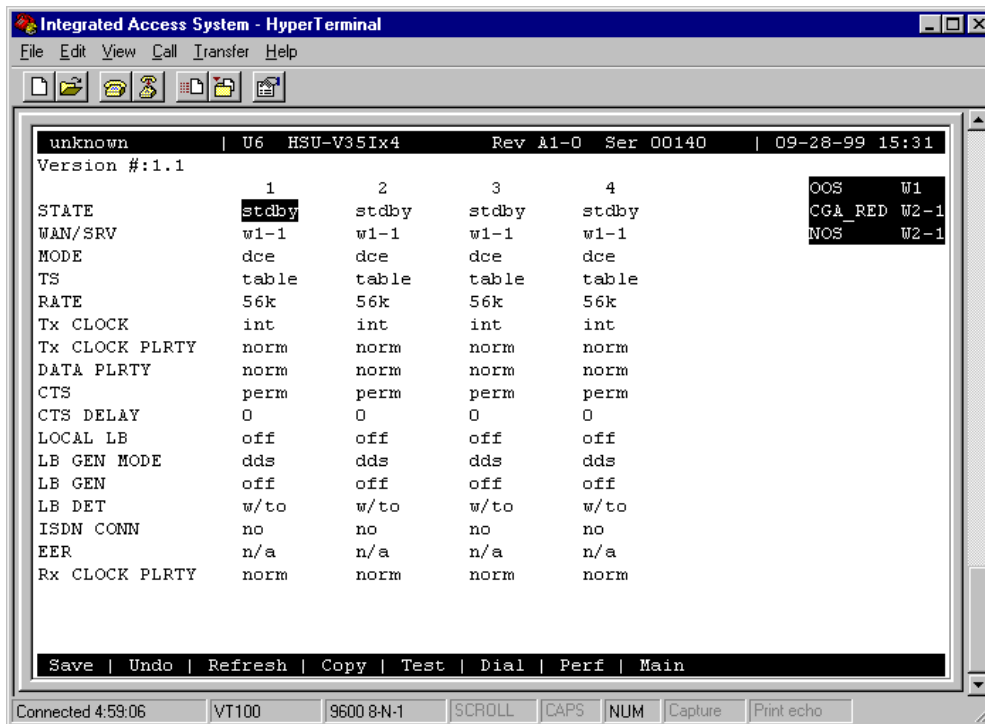 Integrated Access System - HyperTerminal
File Edit View Call Transfer Help
unknown | U6 HSU-V35Ix4 Rev A1-0 Ser 00140 | 09-28-99 15:31
Version #:1.1
1 2 3 4 OOS W1
STATE stdby stdby stdby stdby CGA_RED W2-1
WAN/SRV w1-1 w1-1 w1-1 w1-1 NOS W2-1
MODE dce dce dce dce
TS table table table table
RATE 56k 56k 56k 56k
Tx CLOCK int int int int
Tx CLOCK PLRTY norm norm norm norm
DATA PLRTY norm norm norm norm
CTS perm perm perm perm
CTS DELAY 0 0 0 0
LOCAL LB off off off off
LB GEN MODE dds dds dds dds
LB GEN off off off off
LB DET w/to w/to w/to w/to
ISDN CONN no no no no
EER n/a n/a n/a n/a
Rx CLOCK PLRTY norm norm norm norm
Save | Undo | Refresh | Copy | Test | Dial | Perf | Main
Connected 4:59:06 VT100 9600 8-N-1 SCROLL CAPS NUM Capture Print echo